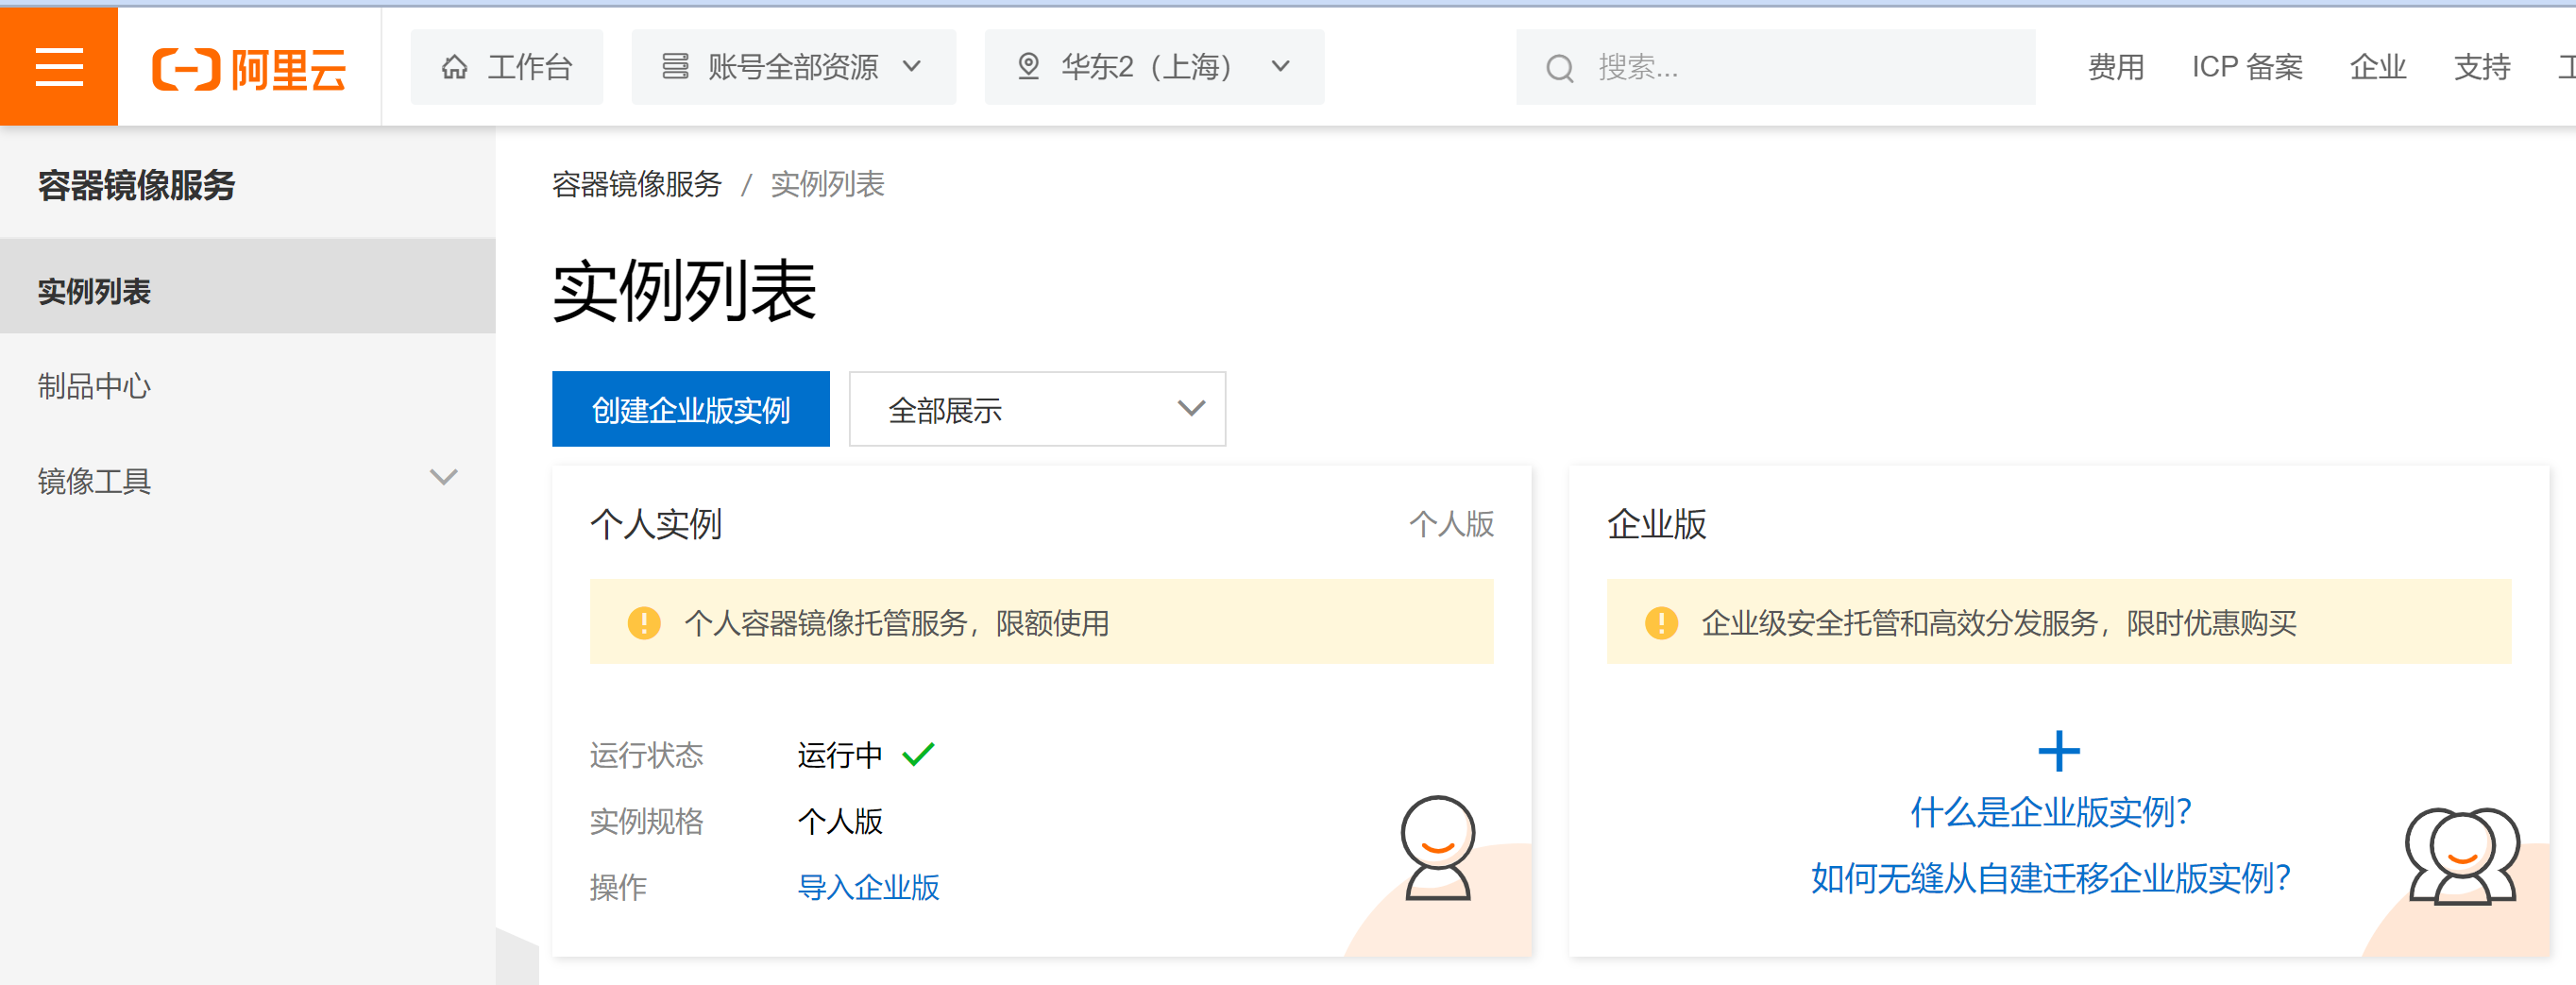 阿里云
工作台
账号全部资源
华东2（上海）
搜索...
费用
ICP 备案
企业
支持
容器镜像服务
实例列表
制品中心
镜像工具
容器镜像服务 / 实例列表
实例列表
创建企业版实例
全部展示
个人实例
个人版
个人容器镜像托管服务，限额使用
运行状态 运行中
实例规格 个人版
操作 导入企业版
企业版
企业级安全托管和高效分发服务，限时优惠购买
什么是企业版实例？
如何无缝从自建迁移企业版实例？